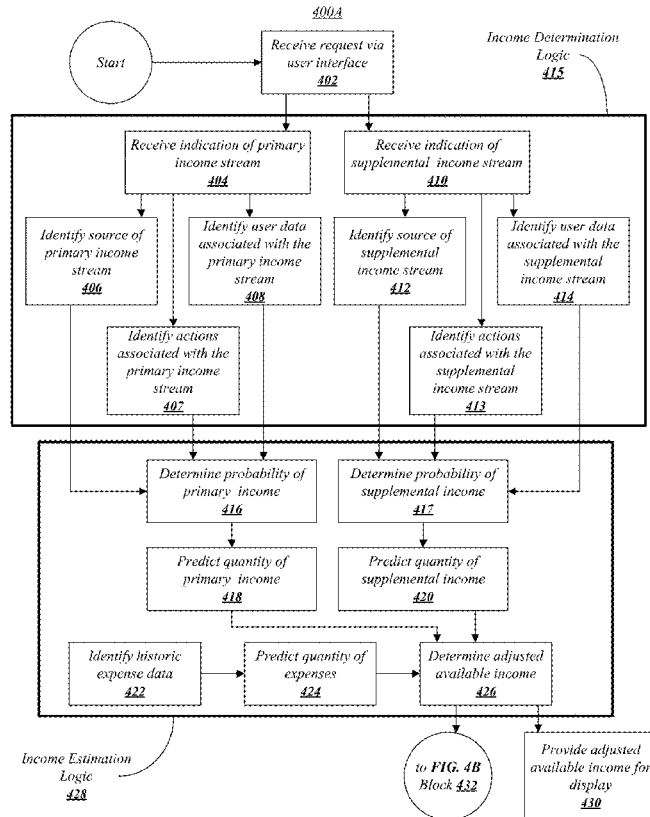 400A
Start
Receive request via
user interface
402
Income Determination
Logic
415
Receive indication of primary
income stream
404
Receive indication of
supplemental income stream
410
Identify source of
primary income
stream
406
Identify user data
associated with the
primary income
stream
408
Identify source of
supplemental
income stream
412
Identify user data
associated with the
supplemental
income stream
414
Identify actions
associated with the
primary income
stream
407
Identify actions
associated with the
supplemental
income stream
413
Determine probability of
primary income
416
Determine probability of
supplemental income
417
Predict quantity of
primary income
418
Predict quantity of
supplemental income
420
Identify historic
expense data
422
Predict quantity of
expenses
424
Determine adjusted
available income
426
Income Estimation
Logic
428
to FIG. 4B
Block 432
Provide adjusted
available income for
display
430